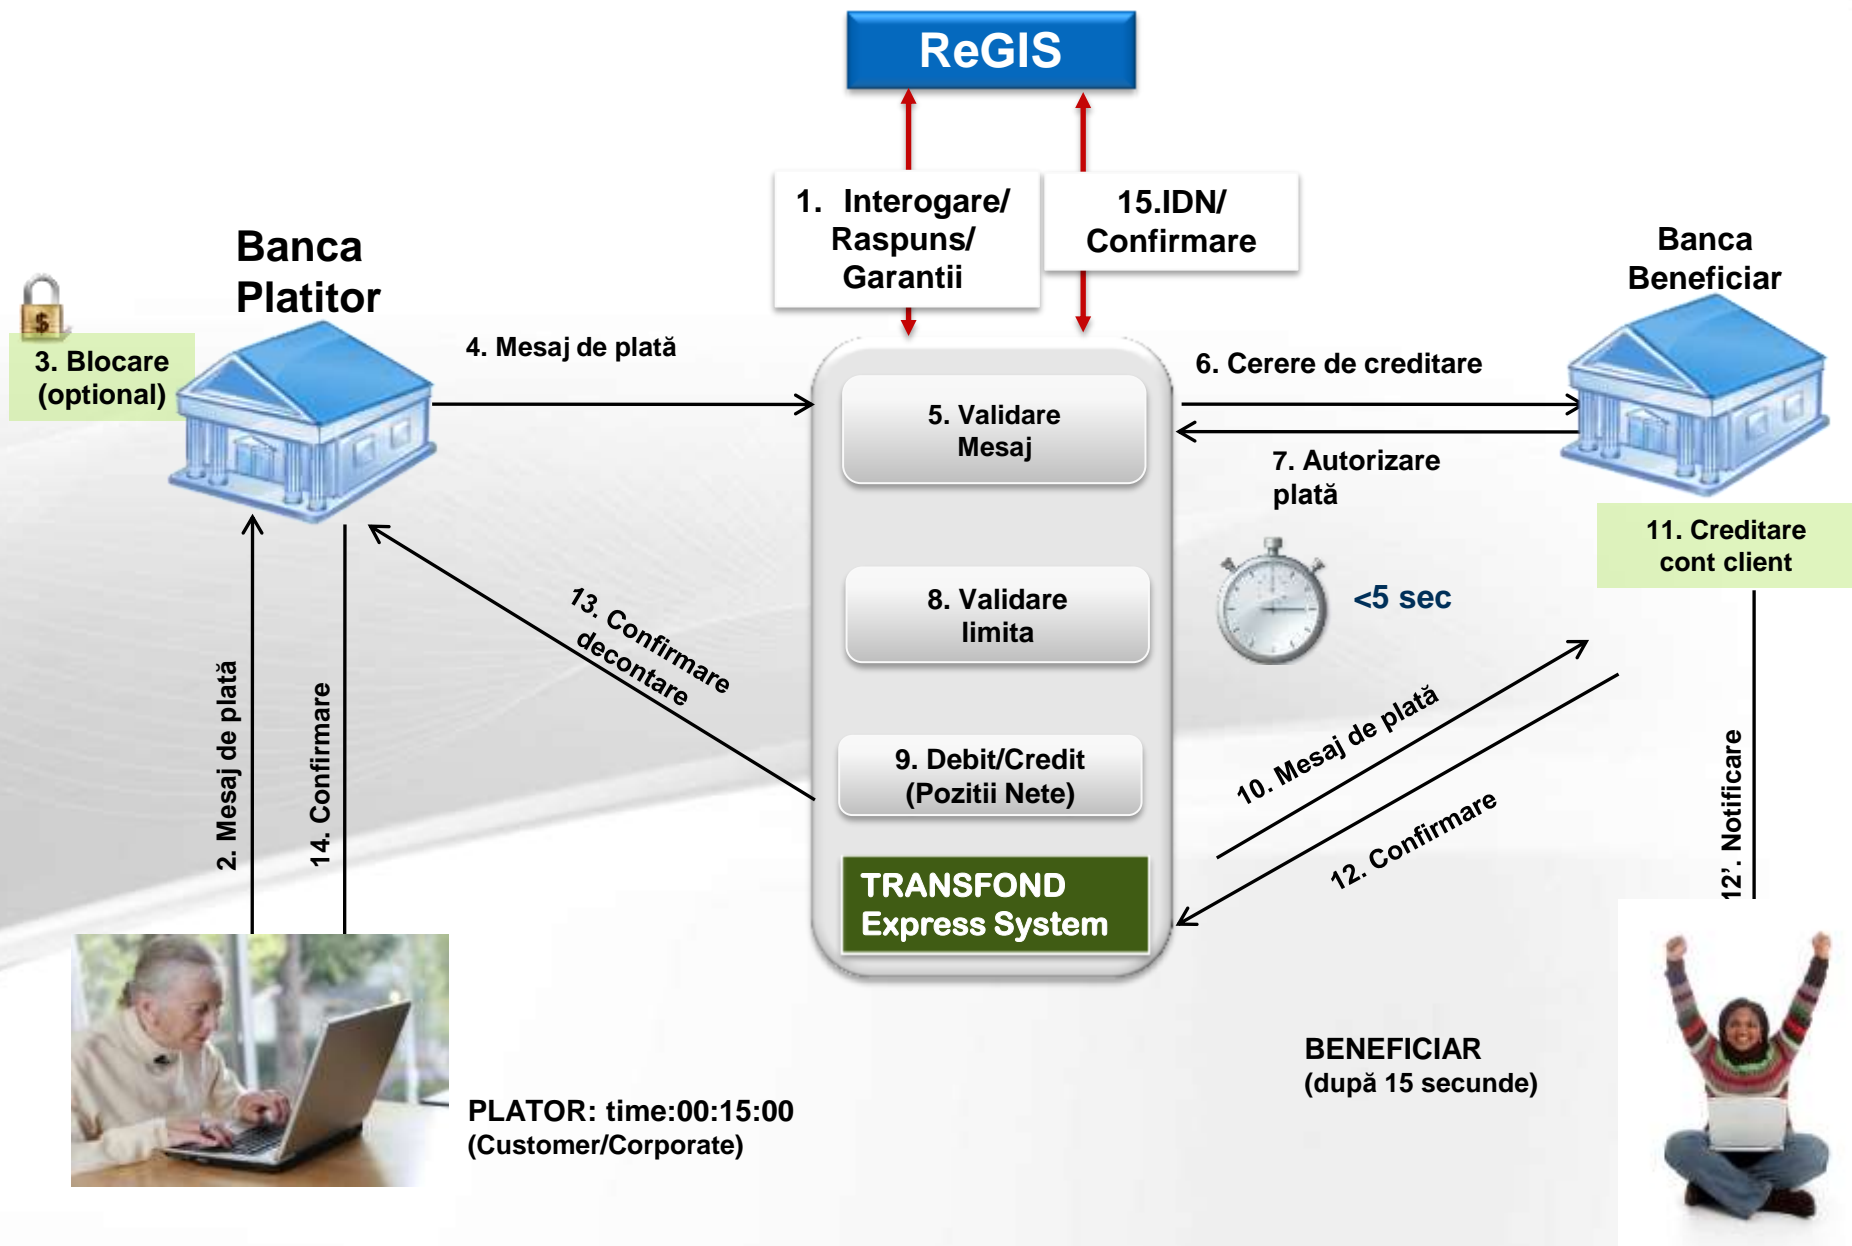 ReGIS
1. Interogare/
Raspuns/
Garantii
15.IDN/
Confirmare
Banca
Platitor
Banca
Beneficiar
$
3. Blocare
(optional)
4. Mesaj de plată
5. Validare
Mesaj
6. Cerere de creditare
7. Autorizare
plată
11. Creditare
cont client
<5 sec
8. Validare
limita
13. Confirmare
decontare
9. Debit/Credit
(Pozitii Nete)
10. Mesaj de plată
12. Confirmare
2. Mesaj de plată
14. Confirmare
12'. Notificare
TRANSFOND
Express System
BENEFICIAR
(după 15 secunde)
PLATOR: time:00:15:00
(Customer/Corporate)